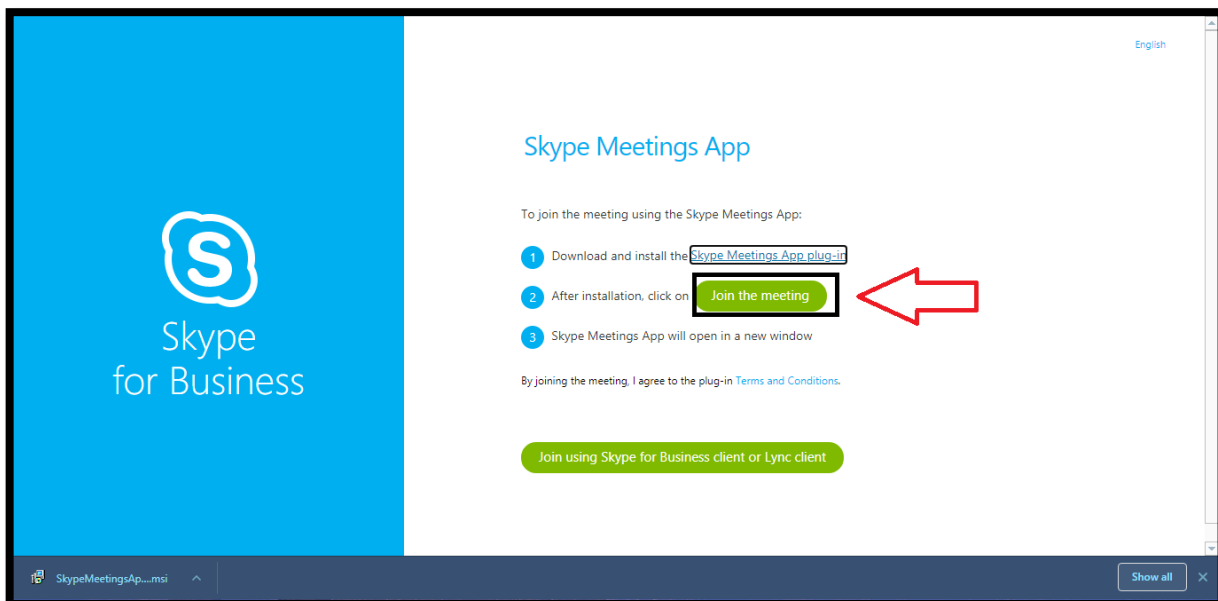 English
Skype Meetings App
To join the meeting using the Skype Meetings App:
1 Download and install the Skype Meetings App plug-in
2 After installation, click on Join the meeting
3 Skype Meetings App will open in a new window
By joining the meeting, I agree to the plug-in Terms and Conditions.
Join using Skype for Business client or Lync client
S
Skype
for Business
SkypeMeetingsAp....msi
Show all